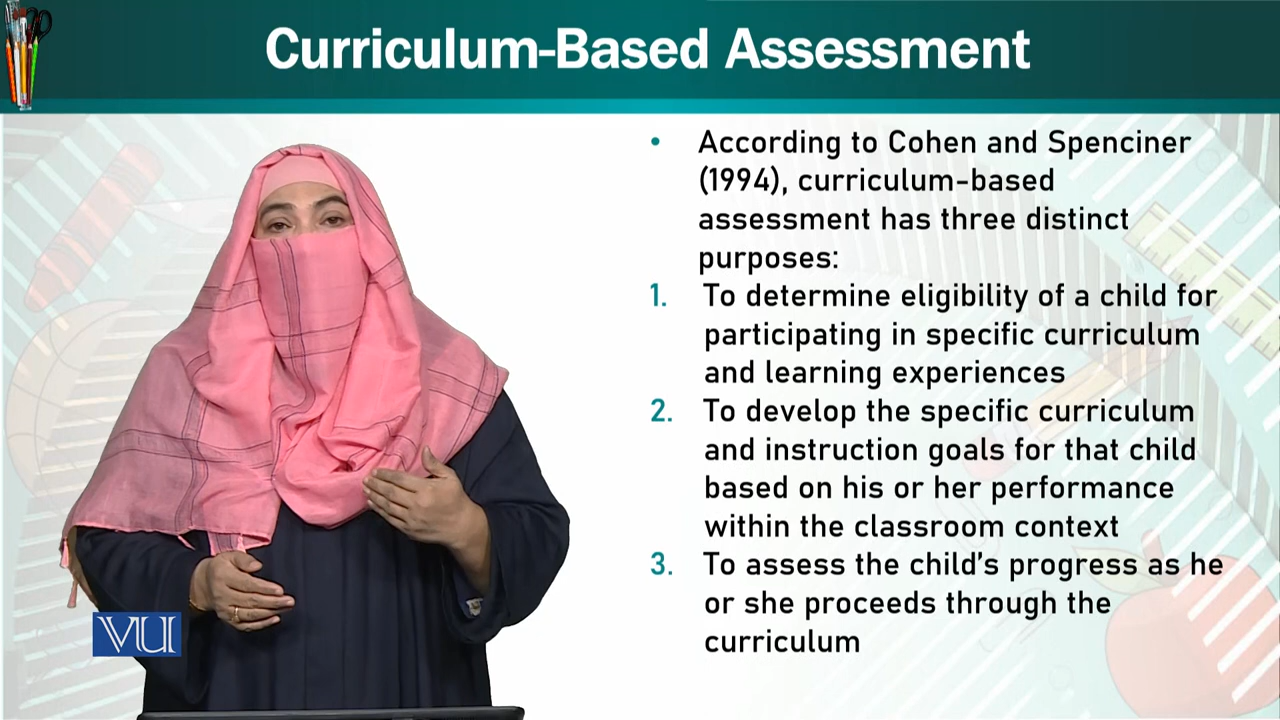 Curriculum-Based Assessment
• According to Cohen and Spenciner
(1994), curriculum-based
assessment has three distinct
purposes:
1. To determine eligibility of a child for
participating in specific curriculum
and learning experiences
2. To develop the specific curriculum
and instruction goals for that child
based on his or her performance
within the classroom context
3. To assess the child's progress as he
or she proceeds through the
curriculum
VU